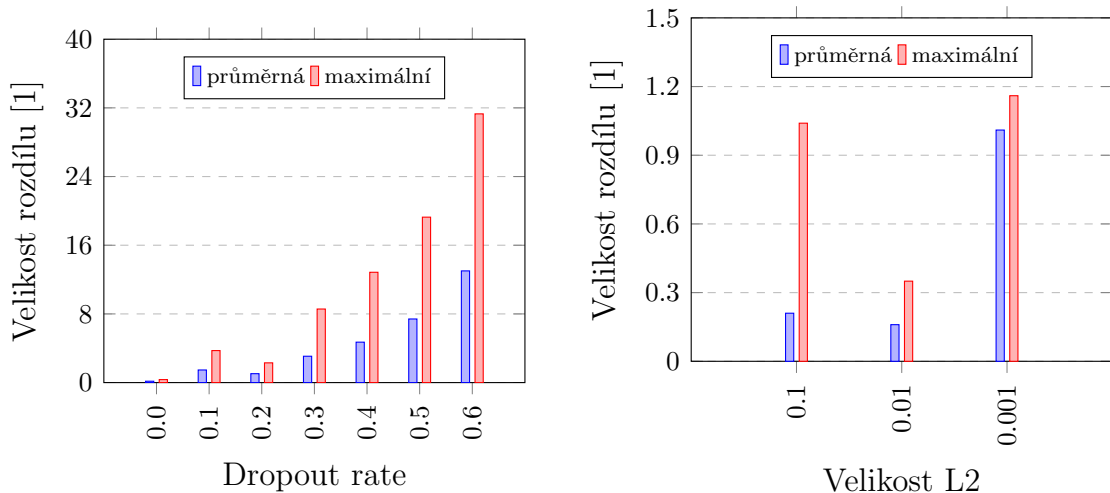 40
32
24
16
8
0
Velikost rozdílu [1]
průměrná maximální
0.0 0.1 0.2 0.3 0.4 0.5 0.6
Dropout rate
1.5
1.2
0.9
0.6
0.3
0
Velikost rozdílu [1]
průměrná maximální
0.1 0.01 0.001
Velikost L2